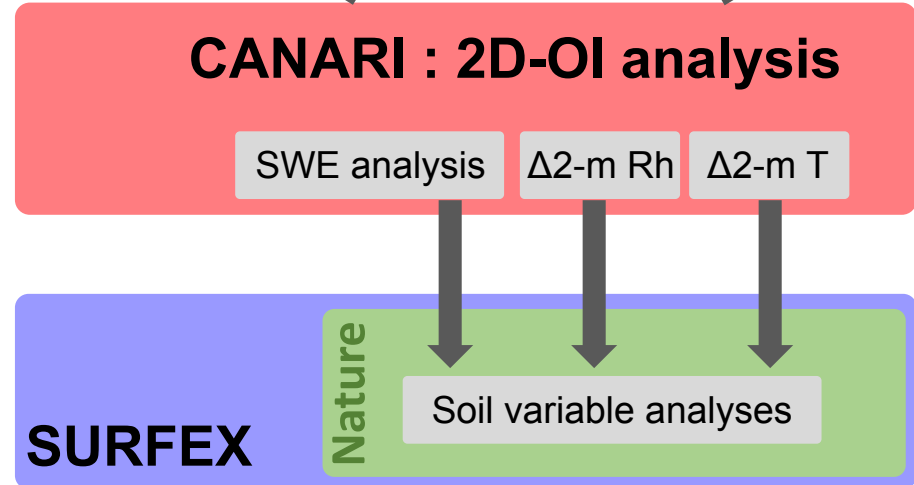 CANARI : 2D-OI analysis
SWE analysis
Δ2-m Rh
Δ2-m T
Nature
Soil variable analyses
SURFEX